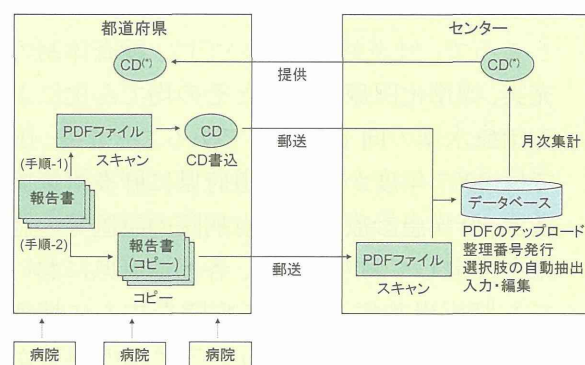 都道府県
センター
CD(*)
提供
CD(*)
PDFファイル
スキャン
CD
CD書込
郵送
月次集計
(手順-1)
報告書
(手順-2)
報告書
(コピー)
コピー
郵送
PDFファイル
スキャン
データベース
PDFのアップロード
整理番号発行
選択肢の自動抽出
入力・編集
病院
病院
病院